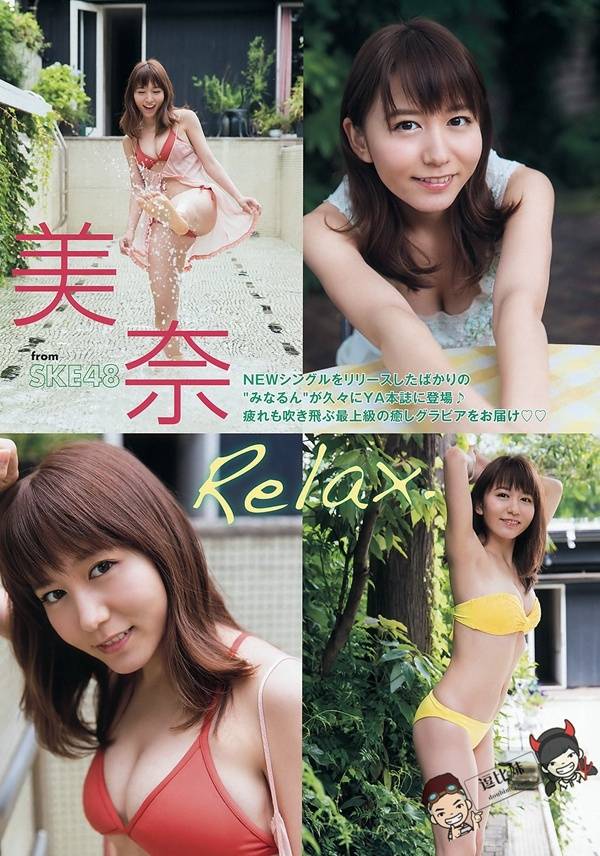 美奈
from
SKE48
NEWシングルをリリースしたばかりの
"みなるん"が久々にYA本誌に登場♪
疲れも吹き飛ぶ最上級の癒しグラビアをお届け♡♡
Relax.
逗比妹